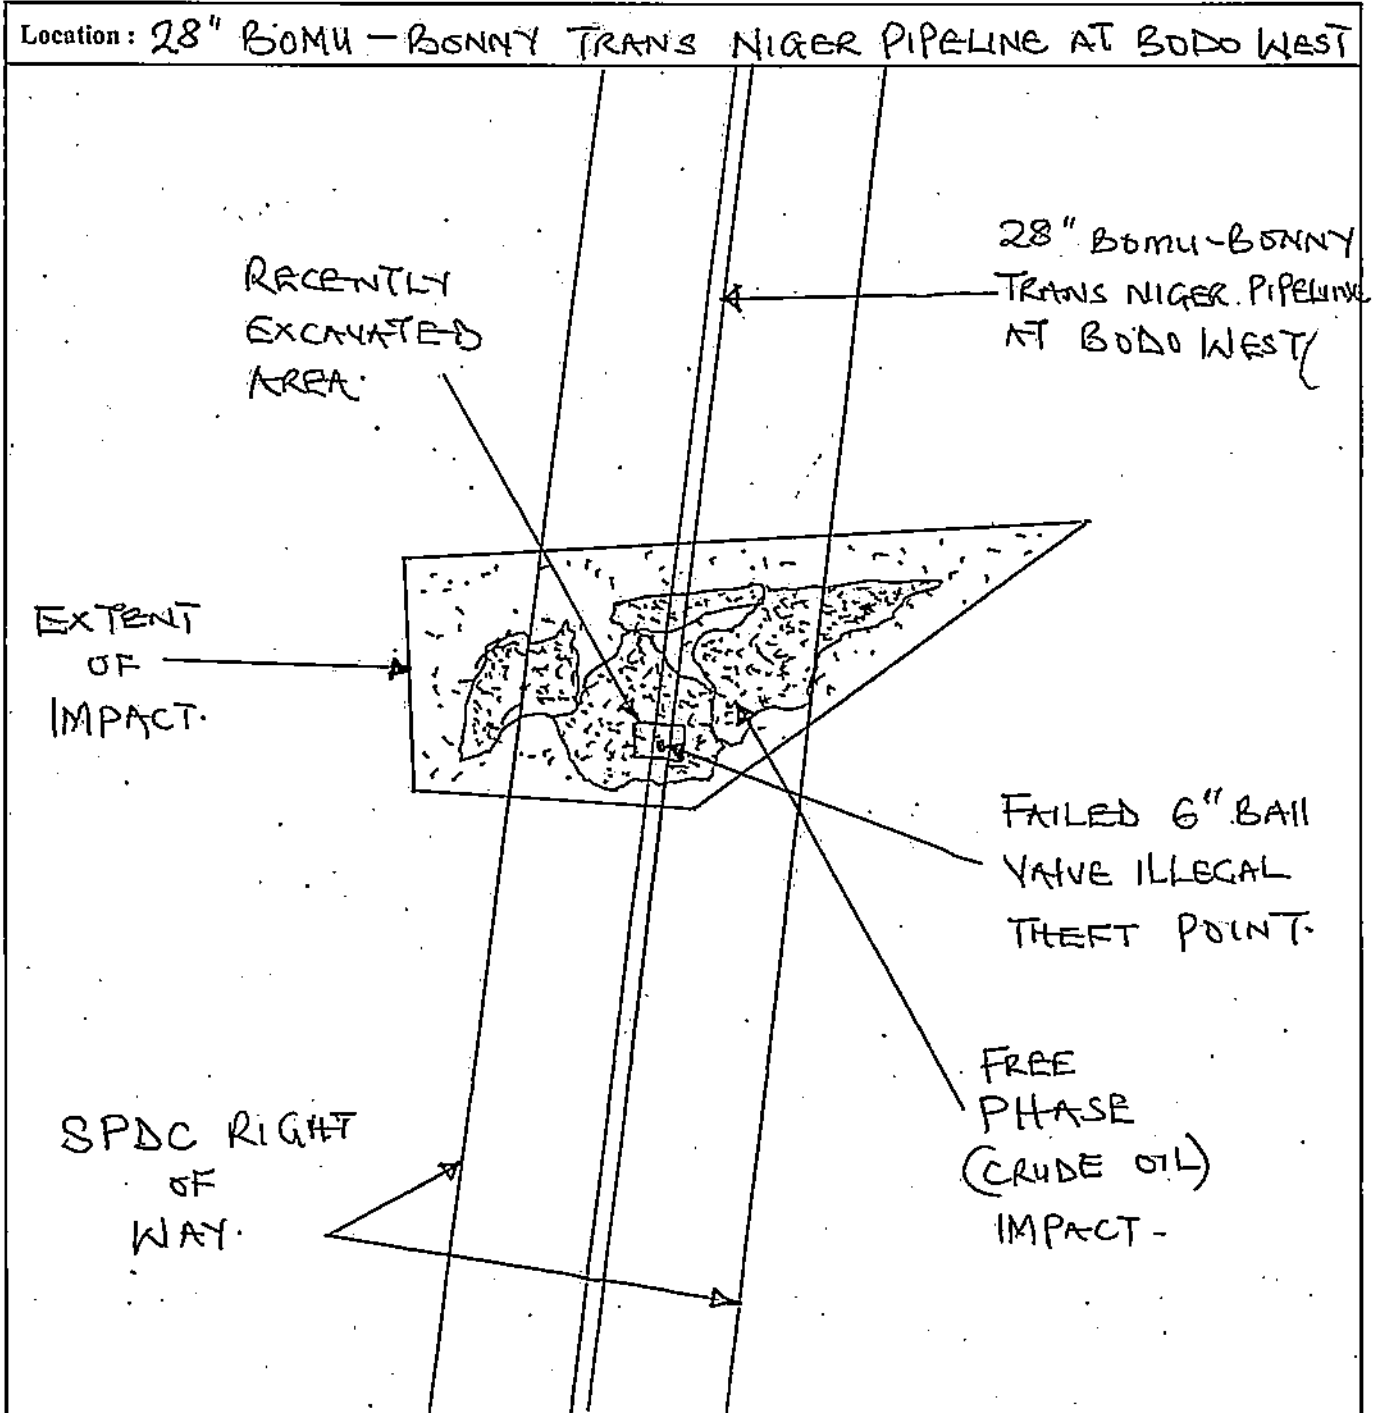 Location: 28" BOMU - BONNY TRANS NIGER PIPELINE AT BODO WEST
RECENTLY
EXCAVATED
AREA.
28" BOMU-BONNY
TRANS NIGER PIPELINE
AT BODO WEST
EXTENT
OF
IMPACT.
FAILED 6" BALL
VALVE ILLEGAL
THEFT POINT.
FREE
PHASE
(CRUDE OIL)
IMPACT -
SPDC RIGHT
OF
WAY.